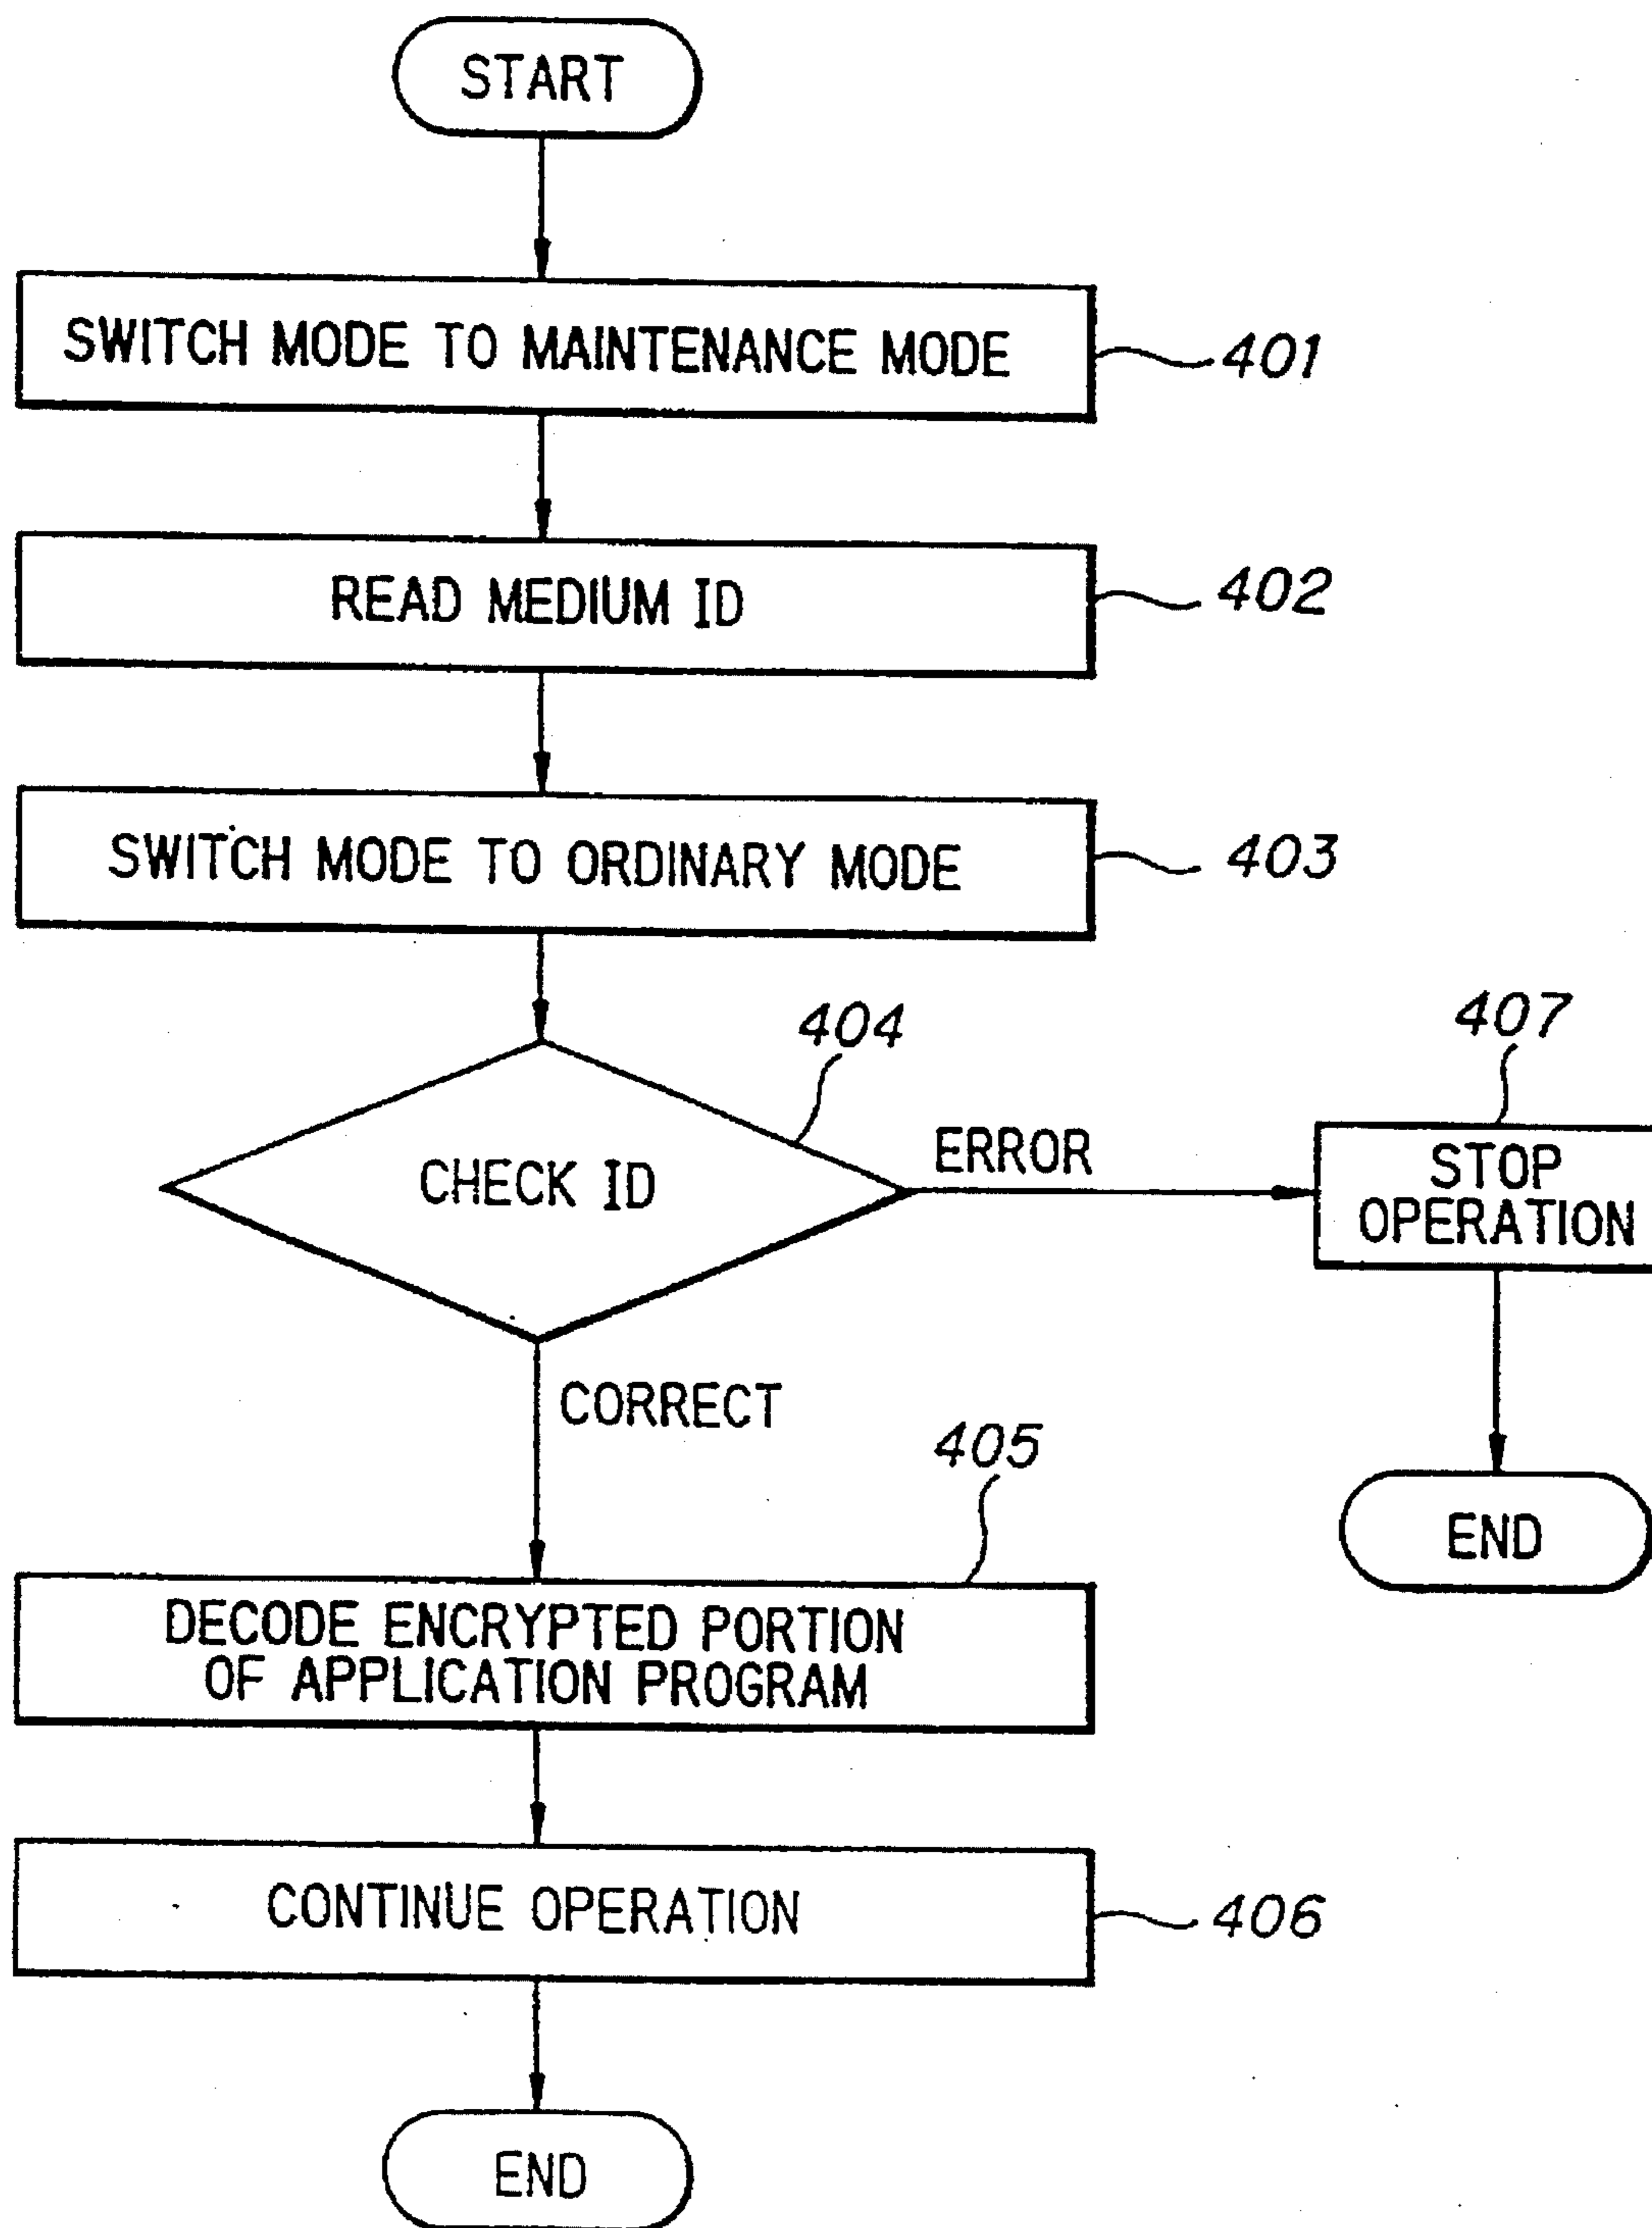 START
SWITCH MODE TO MAINTENANCE MODE
401
READ MEDIUM ID
402
SWITCH MODE TO ORDINARY MODE
403
404
407
CHECK ID
ERROR
STOP
OPERATION
CORRECT
405
END
DECODE ENCRYPTED PORTION
OF APPLICATION PROGRAM
CONTINUE OPERATION
406
END